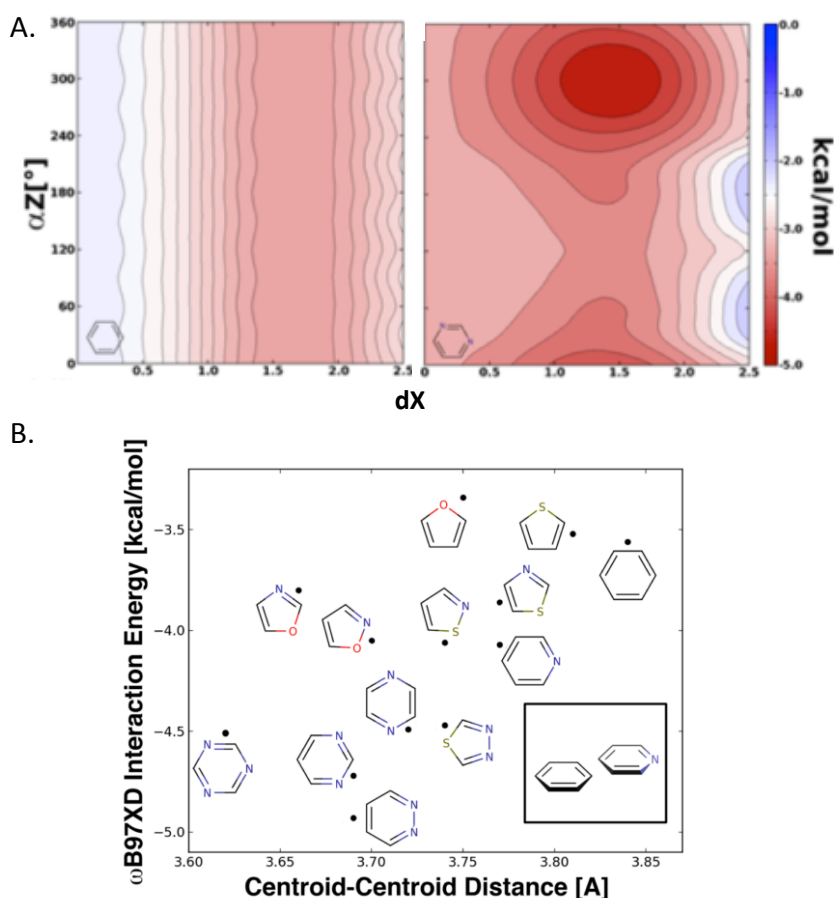 A.
360
300
240
180
120
60
0
αZ[°]
0.5 1.0 1.5 2.0 2.5
N
N
0 0.5 1.0 1.5 2.0 2.5
dX
0.0
-1.0
-2.0
-3.0
-4.0
-5.0
kcal/mol
B.
ωB97XD Interaction Energy [kcal/mol]
−3.5
−4.0
−4.5
−5.0
O
S
N
O
N
O
N
S
N
S
N
N
N
N
N
N
N
N
S
N
N
N
N
N
N
3.60 3.65 3.70 3.75 3.80 3.85
Centroid-Centroid Distance [A]